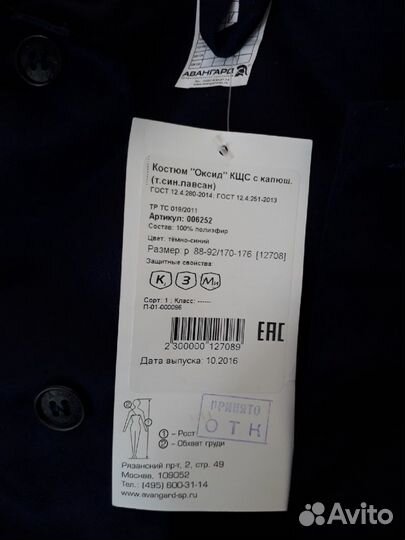 АВАНГАРД
Костюм "Оксид" КЩС с капюш.
(т.син.лавсан)
ГОСТ 12.4.280-2014; ГОСТ 12.4.251-2013
ТР ТС 019/2011
Артикул: 006252
Состав: 100% полиэфир
Цвет: тёмно-синий
Размер р 88-92/170-176 [12708]
Защитные свойства:
К З Ми
Сорт: 1 ; Класс: ------
П-01-000096
2 300000 127089
EAC
Дата выпуска: 10.2016
ПРИНЯТО
ОТК
① – Рост
② – Обхват груди
Рязанский пр-т, 2, стр. 49
Москва, 109052
Тел.: (495) 600-31-14
www.avangard-sp.ru
Avito